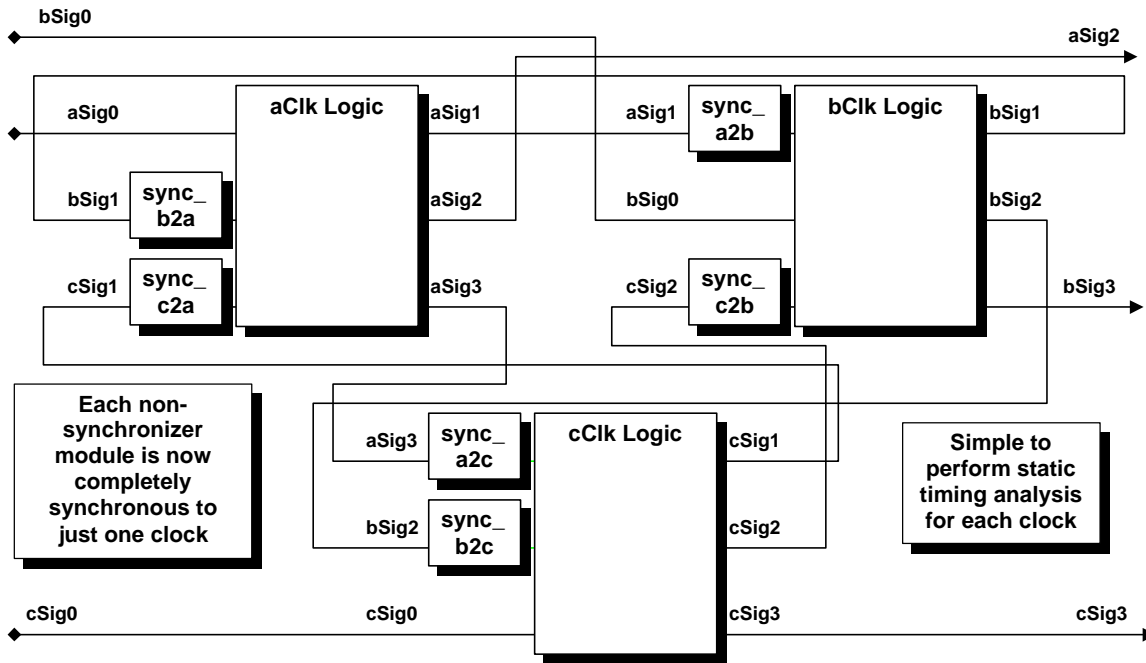 bSig0
aSig2
aSig0
aClk Logic
aSig1
aSig1
sync_
a2b
bClk Logic
bSig1
bSig1
sync_
b2a
aSig2
bSig0
bSig2
cSig1
sync_
c2a
aSig3
cSig2
sync_
c2b
bSig3
Each non-
synchronizer
module is now
completely
synchronous to
just one clock
aSig3
sync_
a2c
cClk Logic
cSig1
bSig2
sync_
b2c
cSig2
Simple to
perform static
timing analysis
for each clock
cSig0
cSig0
cSig3
cSig3